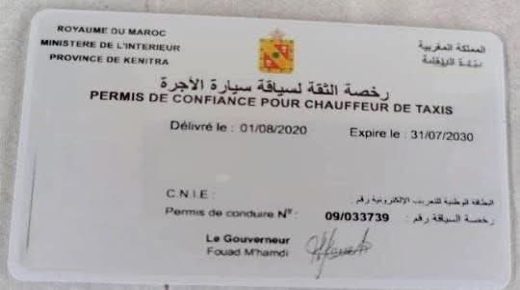 ROYAUME DU MAROC
MINISTERE DE L'INTERIEUR
PROVINCE DE KENITRA
المملكة المغربية
رخصة الثقة لسياقة سيارة الأجرة
PERMIS DE CONFIANCE POUR CHAUFFEUR DE TAXIS
Délivré le : 01/08/2020
Expire le : 31/07/2030
C.N.I.E :
البطاقة الوطنية للتعريف الإلكترونية رقم :
Permis de conduire N° : 09/033739 رخصة السياقة رقم :
Le Gouverneur
Fouad M'hamdi